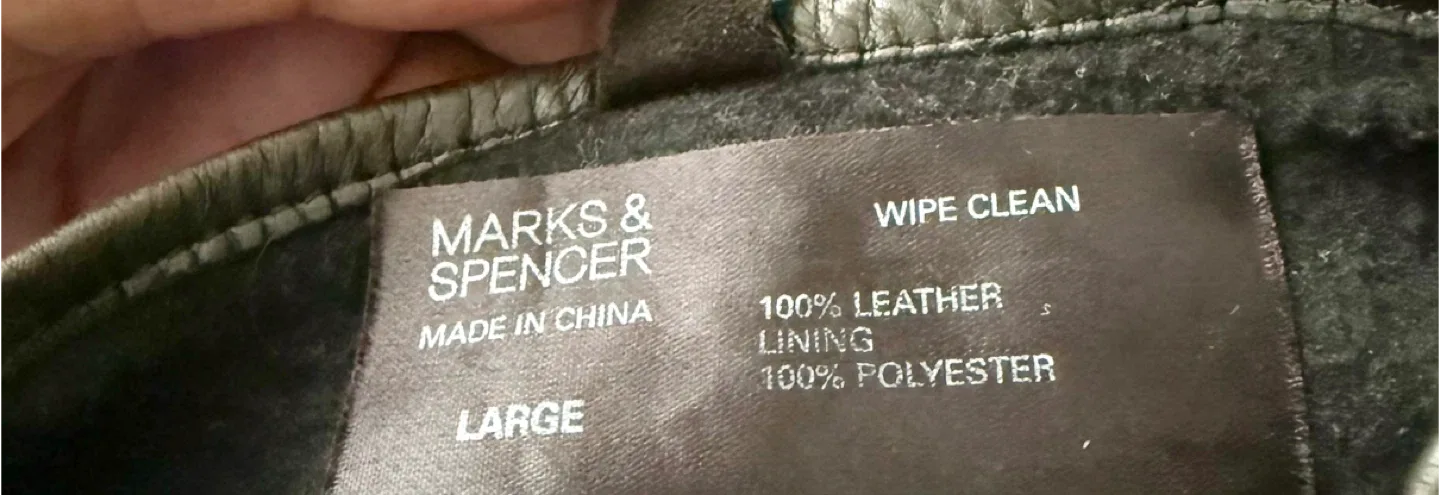 MARKS &
SPENCER
MADE IN CHINA
LARGE
WIPE CLEAN
100% LEATHER
LINING
100% POLYESTER